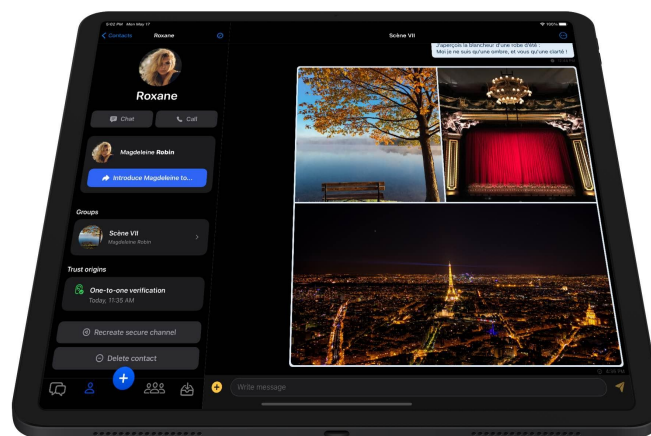 5:02 PM Mon May 17
100%
Contacts
Roxane
Scène VII
J'aperçois la blancheur d'une robe d'été :
Moi je ne suis qu'une ombre, et vous qu'une clarté !
Roxane
Chat
Call
Magdeleine Robin
Introduce Magdeleine to...
Groups
Scène VII
Magdeleine Robin
Trust origins
One-to-one verification
Today, 11:35 AM
Recreate secure channel
Delete contact
Write message